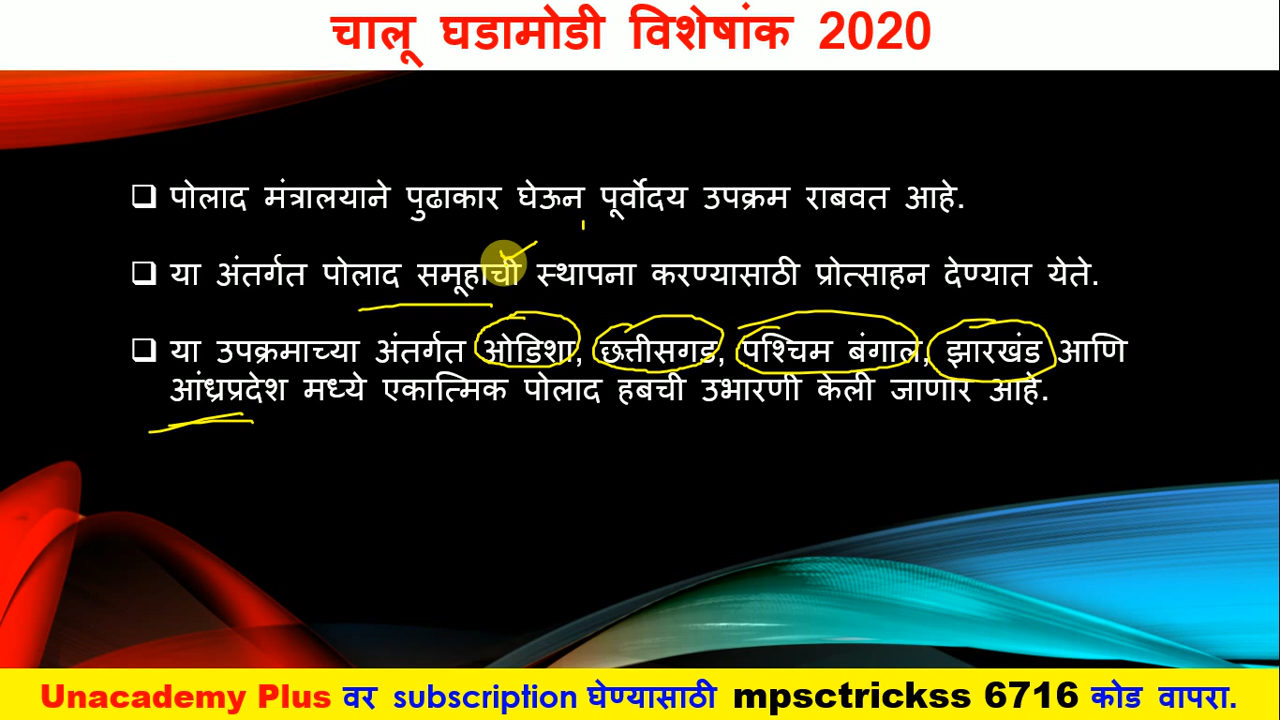 चालू घडामोडी विशेषांक 2020
पोलाद मंत्रालयाने पुढाकार घेऊन पूर्वोदय उपक्रम राबवत आहे.
या अंतर्गत पोलाद समूहाची स्थापना करण्यासाठी प्रोत्साहन देण्यात येते.
या उपक्रमाच्या अंतर्गत ओडिशा, छत्तीसगड, पश्चिम बंगाल, झारखंड आणि
आंध्रप्रदेश मध्ये एकात्मिक पोलाद हबची उभारणी केली जाणार आहे.
Unacademy Plus वर subscription घेण्यासाठी mpsctrickss 6716 कोड वापरा.